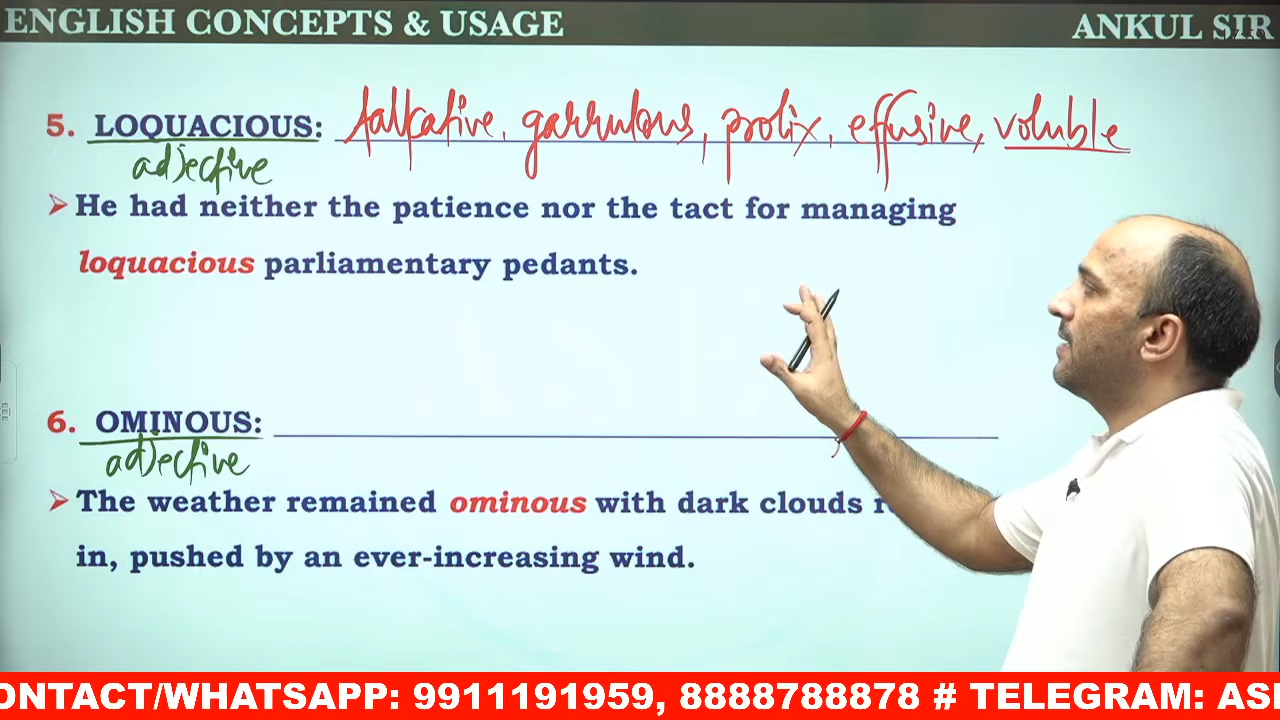 ENGLISH CONCEPTS & USAGE ANKUL SIR
5. LOQUACIOUS: talkative, garrulous, prolix, effusive, voluble
adjective
He had neither the patience nor the tact for managing
loquacious parliamentary pedants.
6. OMINOUS:
adjective
The weather remained ominous with dark clouds
in, pushed by an ever-increasing wind.
ONTACT/WHATSAPP: 9911191959, 8888788878 # TELEGRAM: ASI